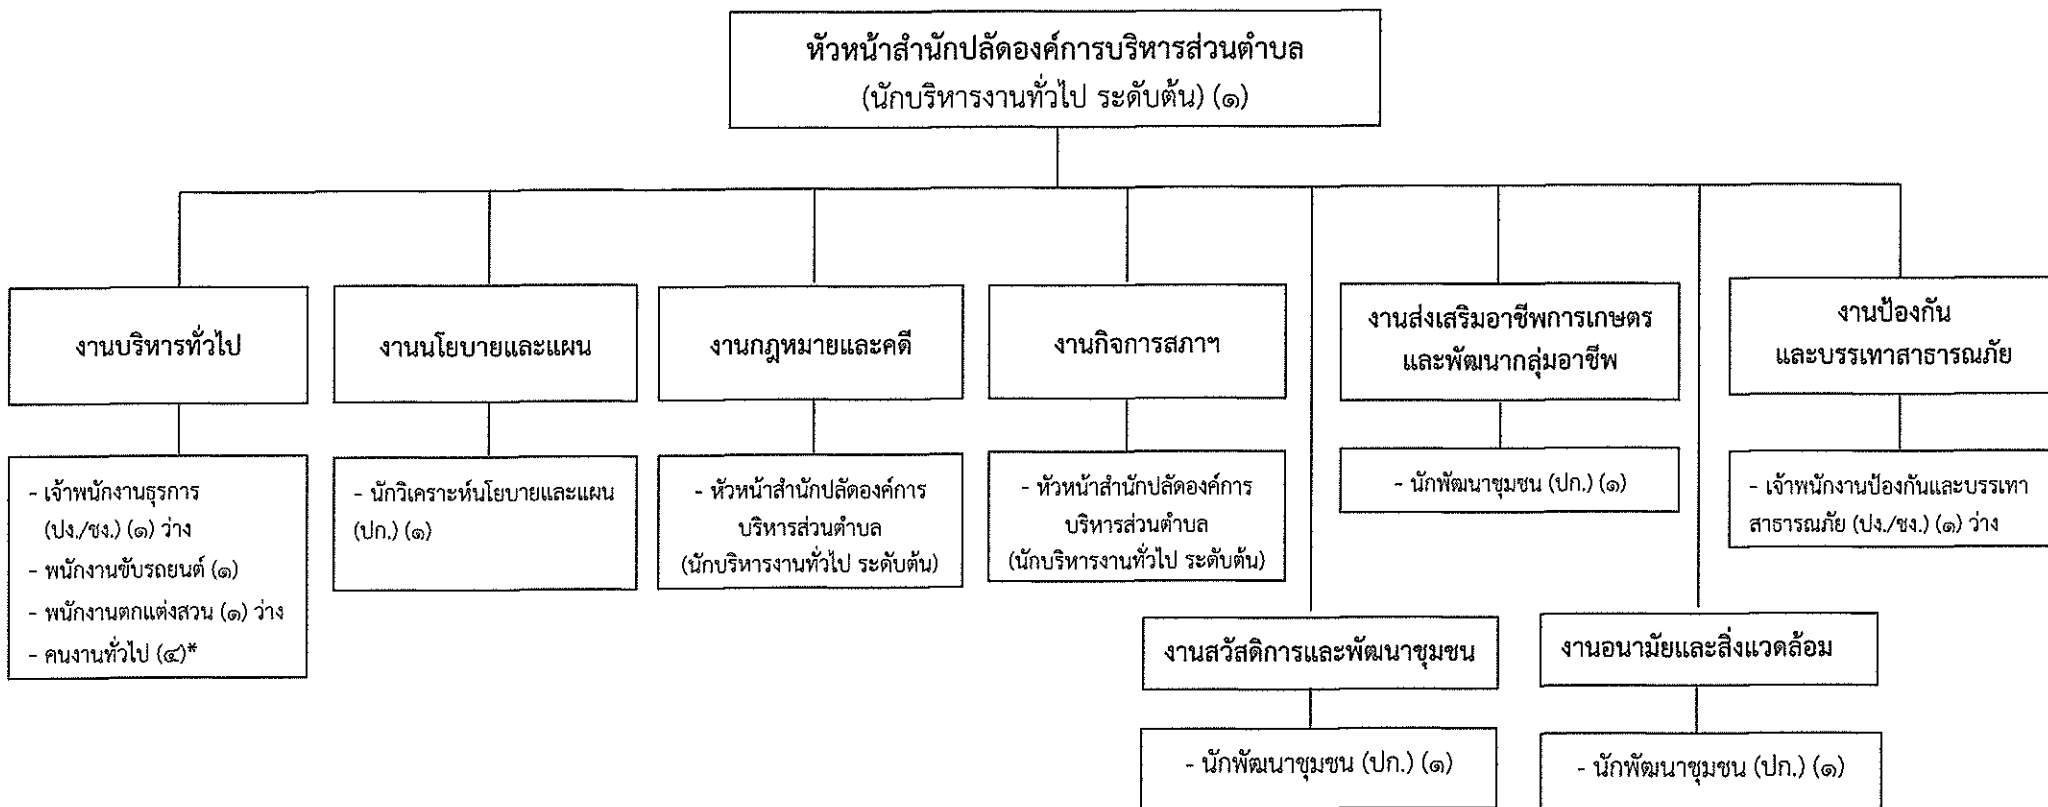 หัวหน้าสำนักปลัดองค์การบริหารส่วนตำบล
(นักบริหารงานทั่วไป ระดับต้น) (๑)
งานบริหารทั่วไป
- เจ้าพนักงานธุรการ
(ปง./ชง.) (๑) ว่าง
- พนักงานขับรถยนต์ (๑)
- พนักงานตกแต่งสวน (๑) ว่าง
- คนงานทั่วไป (๔)*
งานนโยบายและแผน
- นักวิเคราะห์นโยบายและแผน
(ปก.) (๑)
งานกฎหมายและคดี
- หัวหน้าสำนักปลัดองค์การ
บริหารส่วนตำบล
(นักบริหารงานทั่วไป ระดับต้น)
งานกิจการสภาฯ
- หัวหน้าสำนักปลัดองค์การ
บริหารส่วนตำบล
(นักบริหารงานทั่วไป ระดับต้น)
งานสวัสดิการและพัฒนาชุมชน
- นักพัฒนาชุมชน (ปก.) (๑)
งานส่งเสริมอาชีพการเกษตร
และพัฒนากลุ่มอาชีพ
- นักพัฒนาชุมชน (ปก.) (๑)
งานอนามัยและสิ่งแวดล้อม
- นักพัฒนาชุมชน (ปก.) (๑)
งานป้องกัน
และบรรเทาสาธารณภัย
- เจ้าพนักงานป้องกันและบรรเทา
สาธารณภัย (ปง./ชง.) (๑) ว่าง